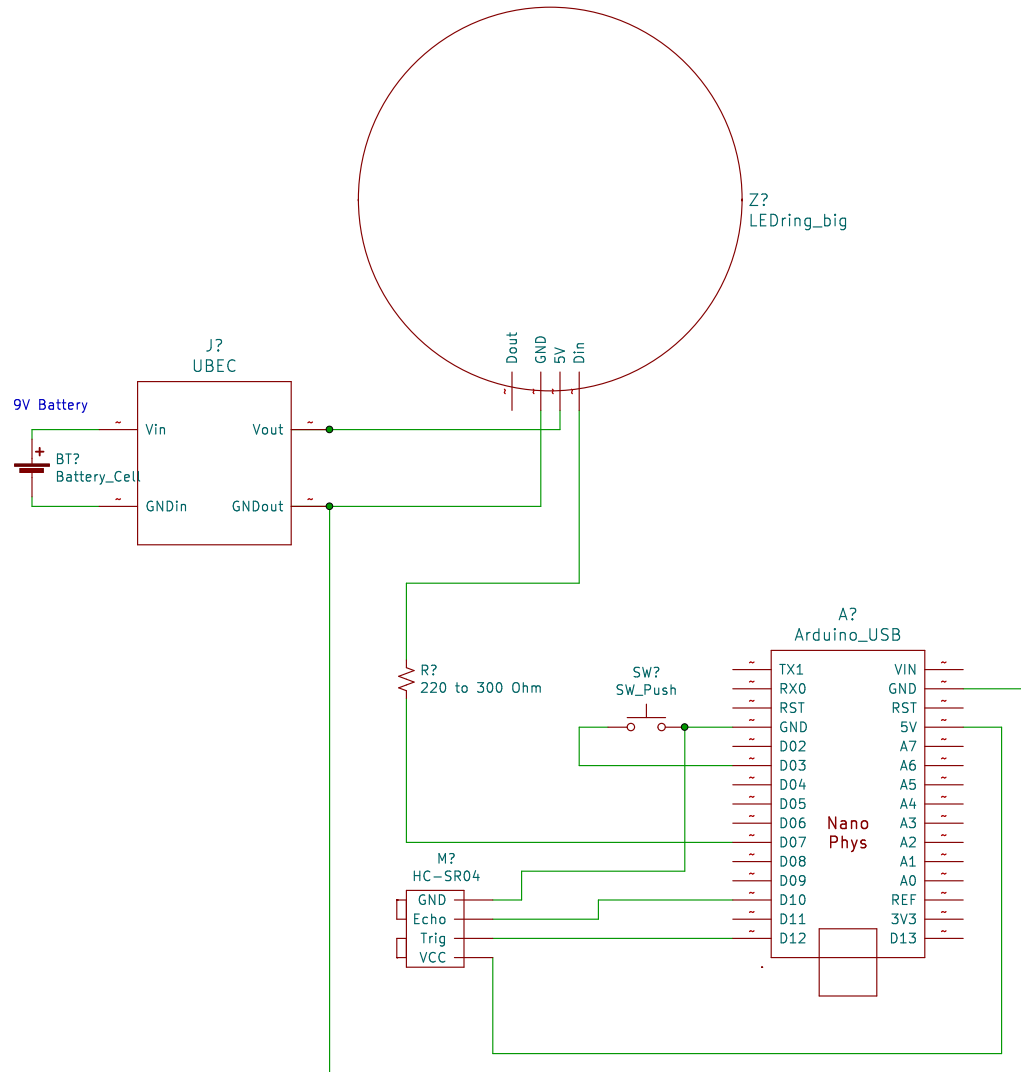 Z?
LEDring_big
Dout
GND
5V
Din
J?
UBEC
9V Battery
~
Vin
Vout
~
+
BT?
Battery_Cell
~
GNDin
GNDout
~
~
~
~
~
A?
Arduino_USB
R?
220 to 300 Ohm
SW?
SW_Push
~ TX1 VIN ~
~ RX0 GND ~
~ RST RST ~
~ GND 5V ~
~ D02 A7 ~
~ D03 A6 ~
~ D04 A5 ~
~ D05 A4 ~
~ D06 A3 ~
~ D07 A2 ~
~ D08 A1 ~
~ D09 A0 ~
~ D10 REF ~
~ D11 3V3 ~
~ D12 D13 ~
Nano
Phys
M?
HC-SR04
GND
Echo
Trig
VCC